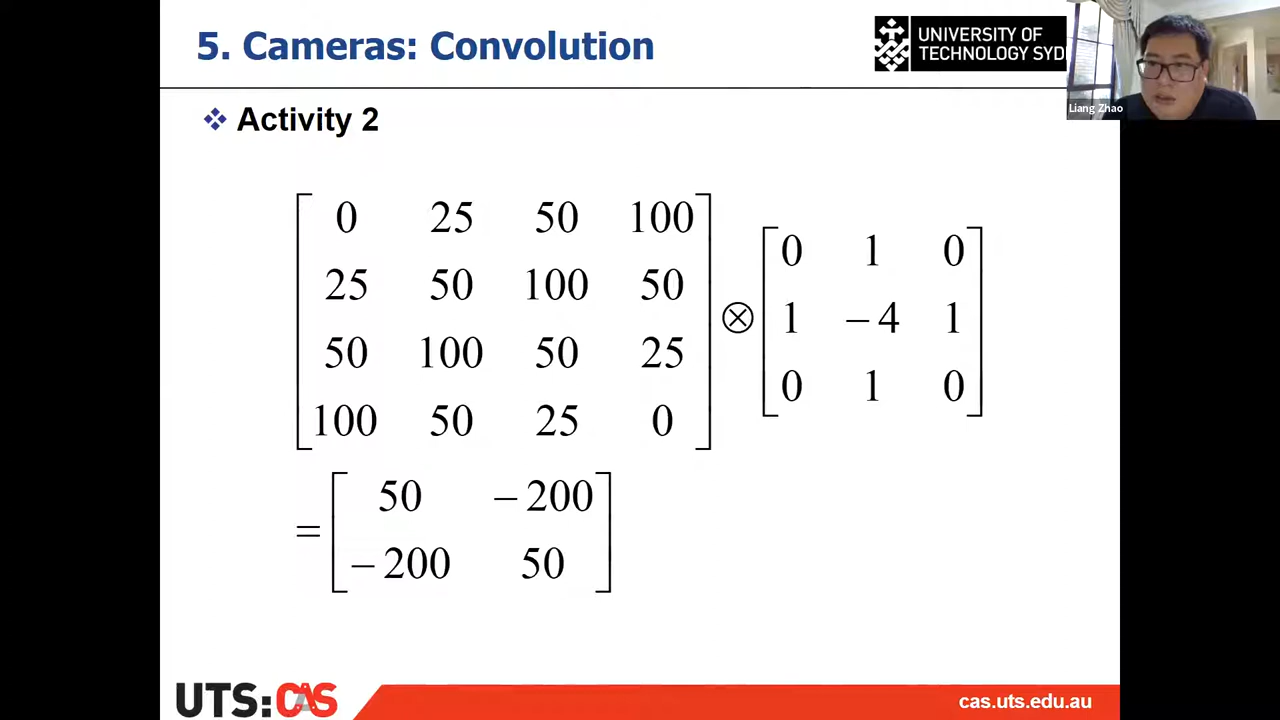 5. Cameras: Convolution
UNIVERSITY OF
TECHNOLOGY SYD
Liang Zhao
Activity 2
0 25 50 100
25 50 100 50
50 100 50 25
100 50 25 0
⊗
0 1 0
1 −4 1
0 1 0
=
50 −200
−200 50
UTS:CAS
cas.uts.edu.au